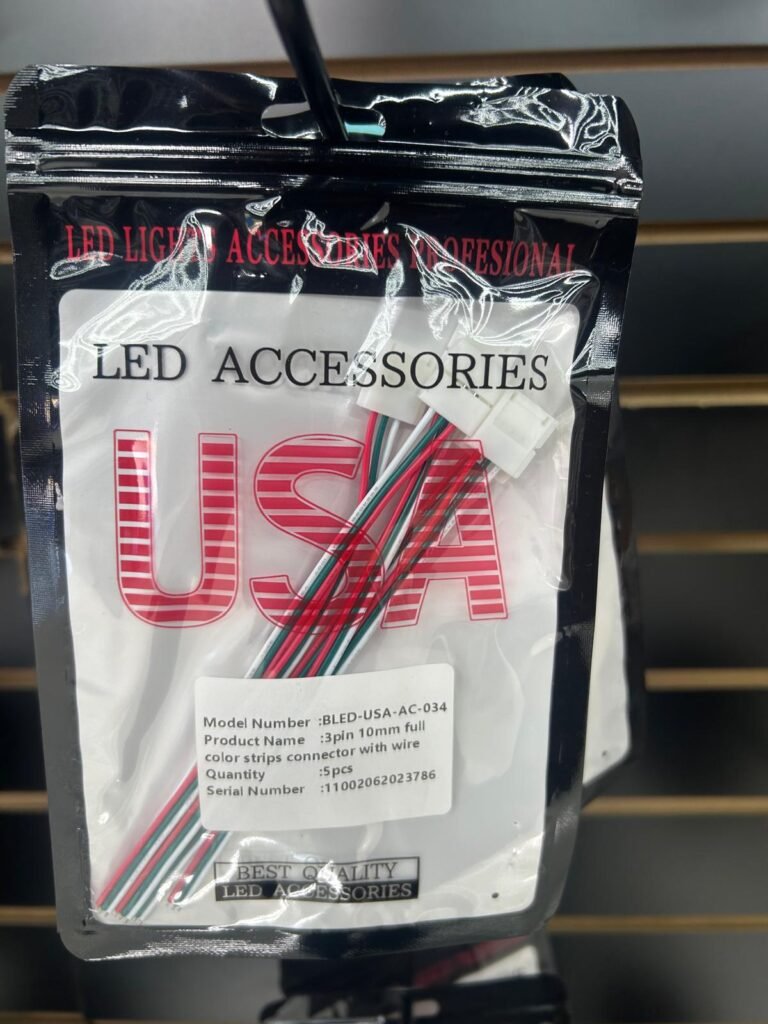 LED LIGHTS ACCESSORIES PROFESIONAL
LED ACCESSORIES
USA
Model Number :BLED-USA-AC-034
Product Name :3pin 10mm full
color strips connector with wire
Quantity :5pcs
Serial Number :11002062023786
BEST QUALITY
LED ACCESSORIES